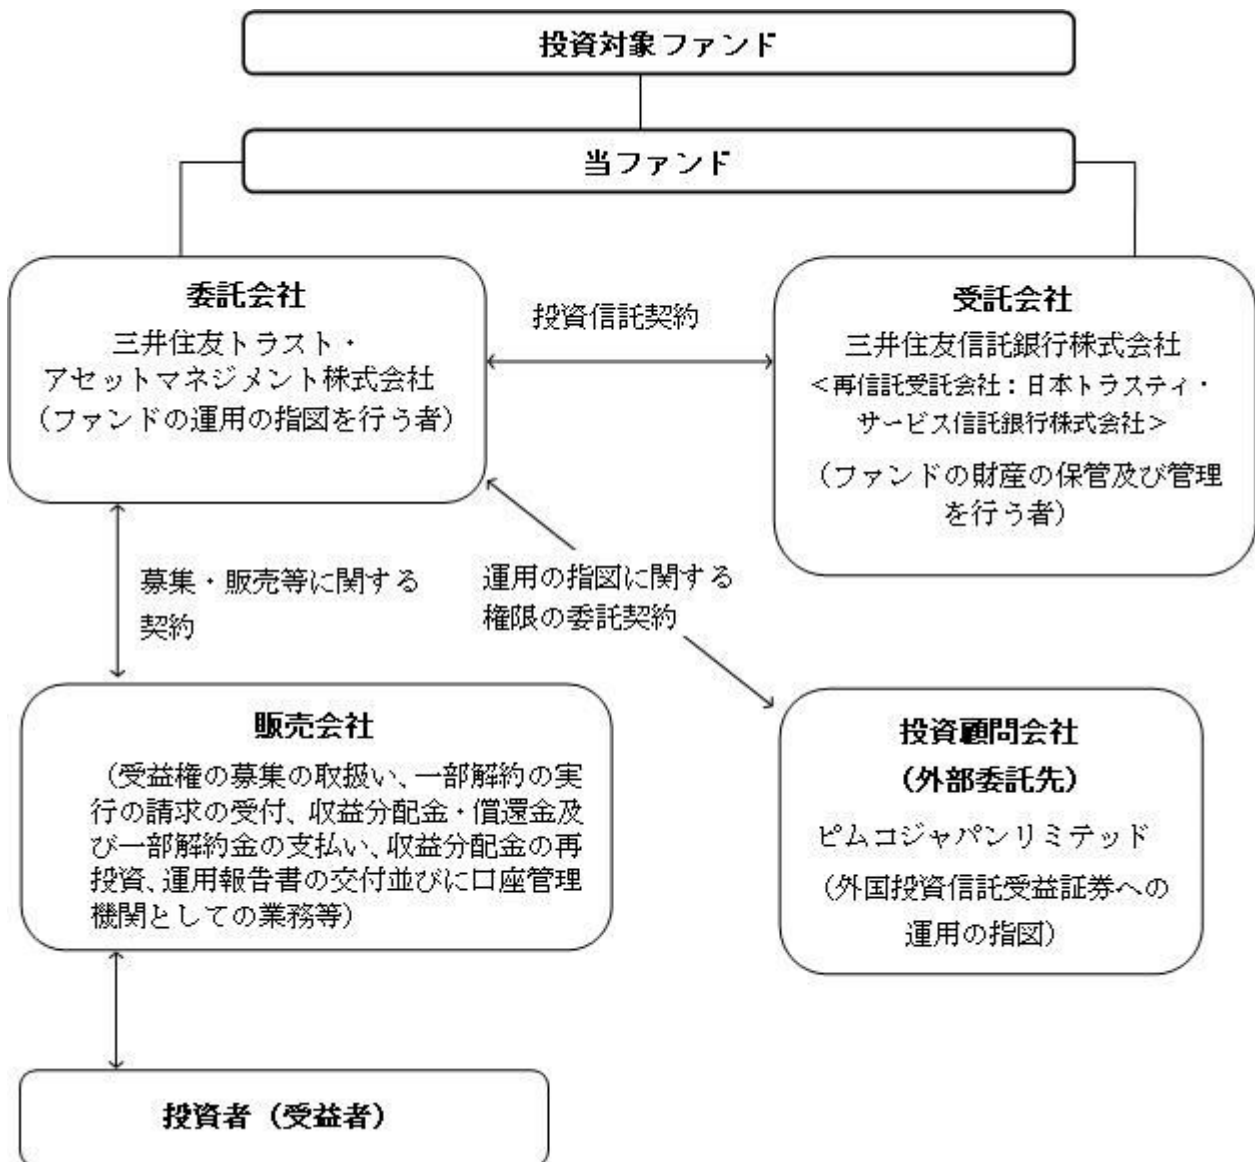 投資対象ファンド
当ファンド
委託会社
三井住友トラスト・
アセットマネジメント株式会社
（ファンドの運用の指図を行う者）
投資信託契約
受託会社
三井住友信託銀行株式会社
＜再信託受託会社：日本トラスティ・
サービス信託銀行株式会社＞
（ファンドの財産の保管及び管理
を行う者）
募集・販売等に関する
契約
運用の指図に関する
権限の委託契約
販売会社
（受益権の募集の取扱い、一部解約の実
行の請求の受付、収益分配金・償還金及
び一部解約金の支払い、収益分配金の再
投資、運用報告書の交付並びに口座管理
機関としての業務等）
投資顧問会社
（外部委託先）
ピムコジャパンリミテッド
（外国投資信託受益証券への
運用の指図）
投資者（受益者）